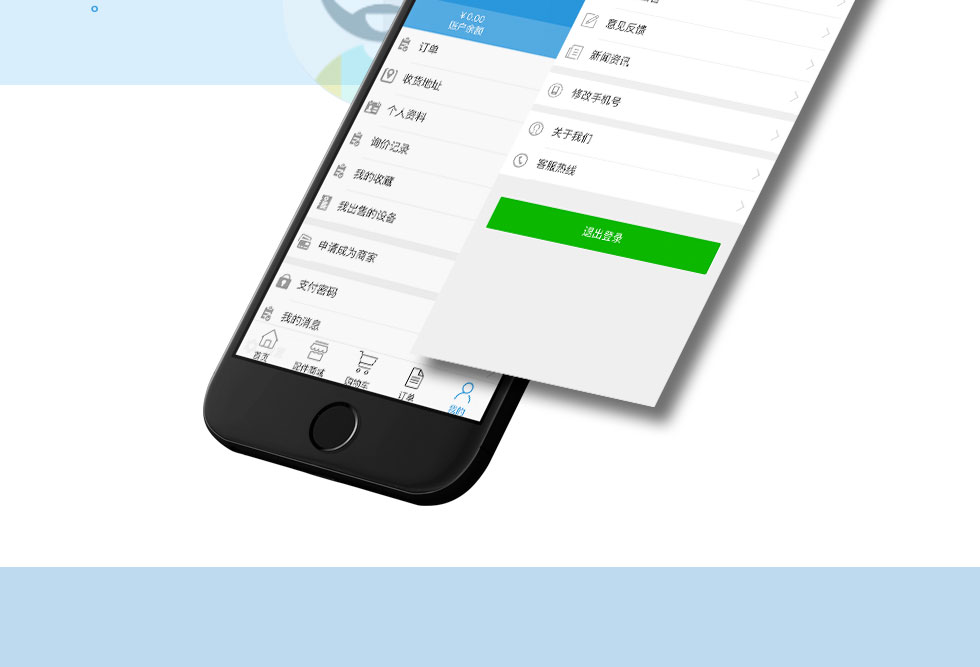 ¥0.00
账户余额
订单
收货地址
个人资料
询价记录
我的收藏
我出售的设备
申请成为商家
支付密码
我的消息
首页
配件商城
购物车
订单
我的
意见反馈
新闻资讯
修改手机号
关于我们
客服热线
退出登录